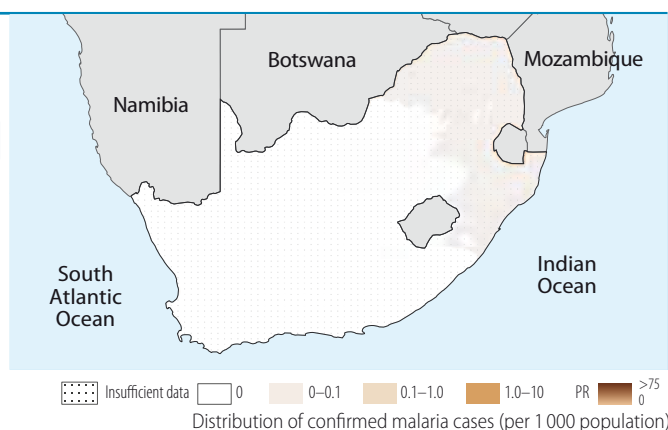 Botswana
Mozambique
Namibia
South
Atlantic
Ocean
Indian
Ocean
Insufficient data 0 0–0.1 0.1–1.0 1.0–10 PR >75
0
Distribution of confirmed malaria cases (per 1 000 population)